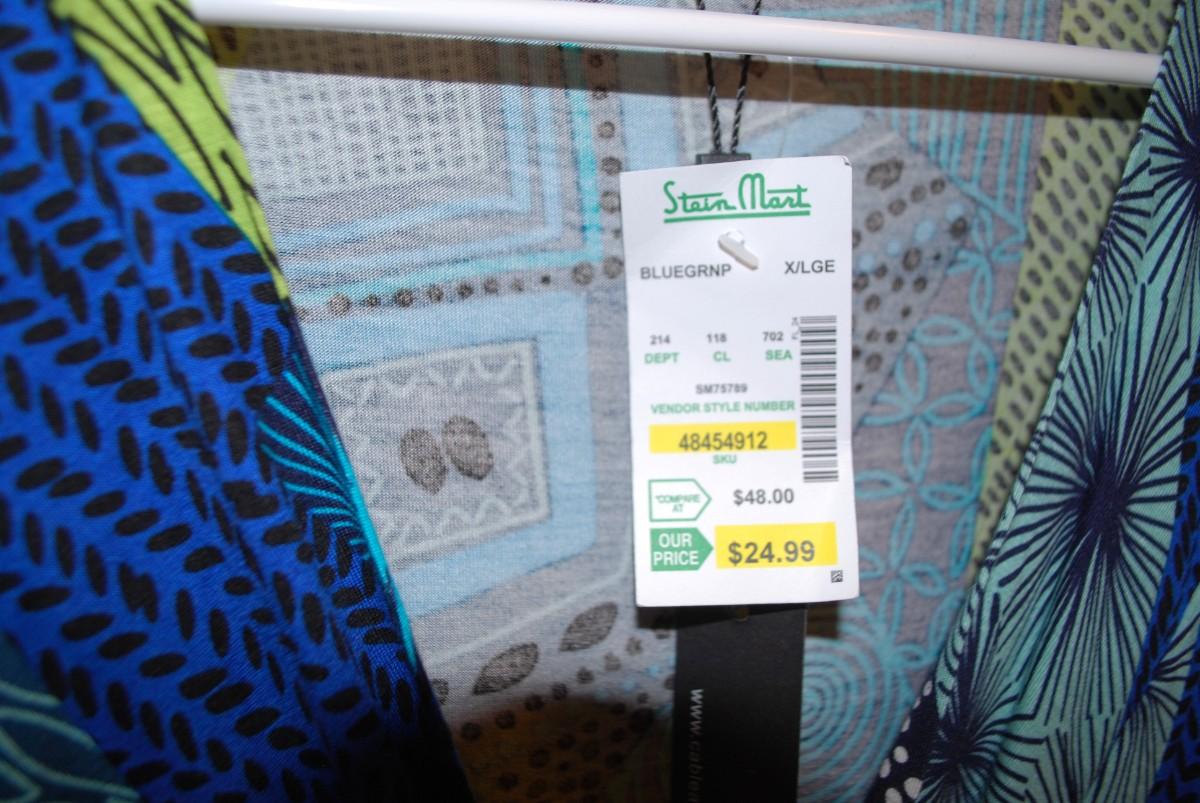 Stein Mart
BLUEGRNP X/LGE
214 118 702
DEPT CL SEA
SM75789
VENDOR STYLE NUMBER
48454912
SKU
*COMPARE AT $48.00
OUR PRICE $24.99